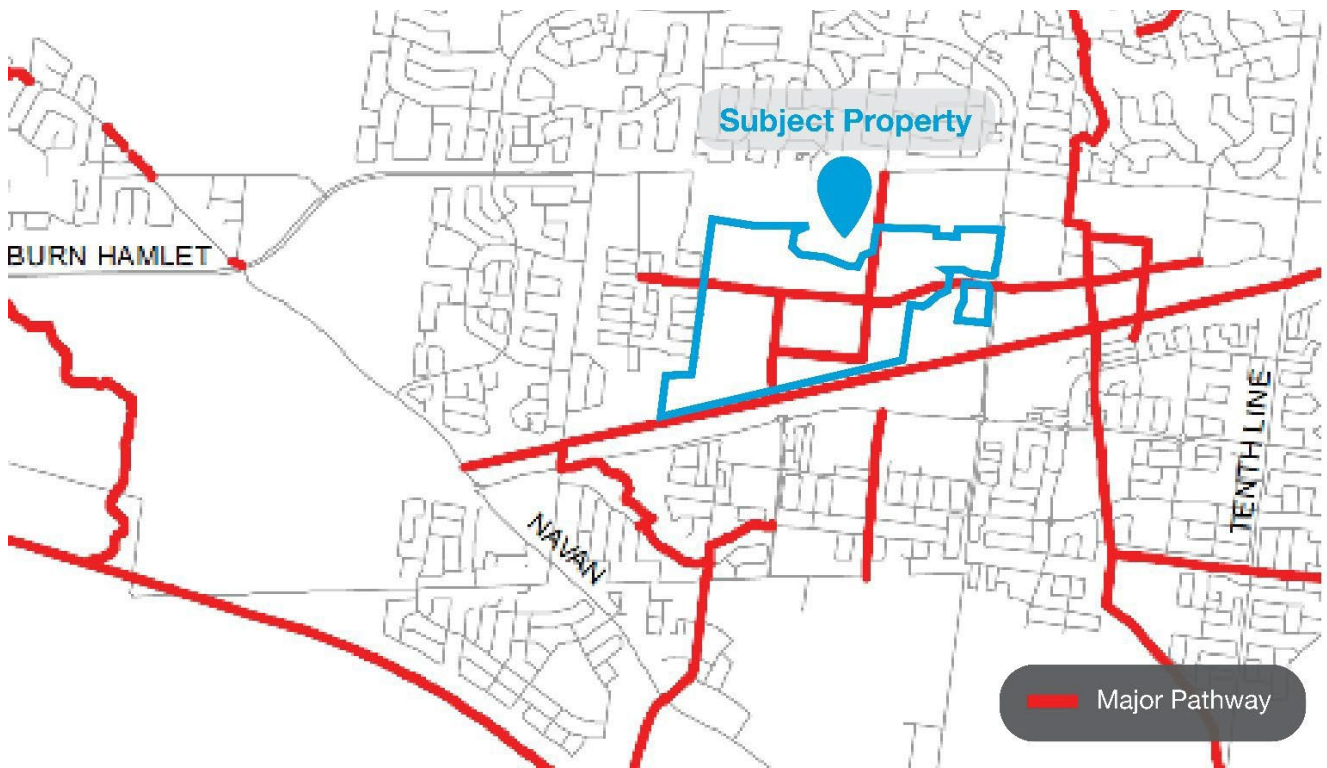 Subject Property
BURN HAMLET
NAVAN
TENTH LINE
Major Pathway